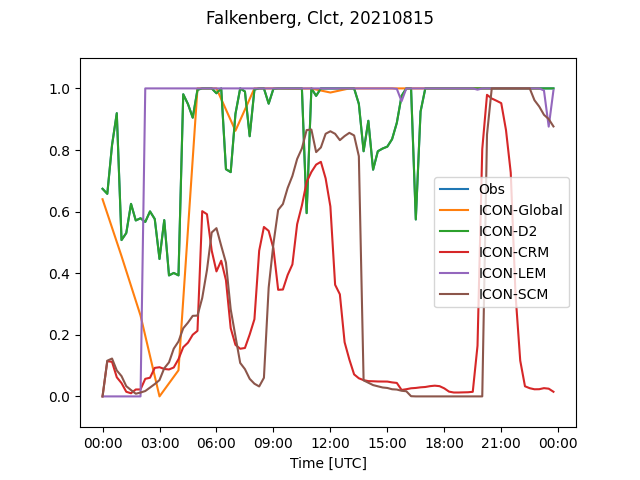 Falkenberg, Clct, 20210815
1.0
0.8
0.6
0.4
0.2
0.0
Obs
ICON-Global
ICON-D2
ICON-CRM
ICON-LEM
ICON-SCM
00:00 03:00 06:00 09:00 12:00 15:00 18:00 21:00 00:00
Time [UTC]